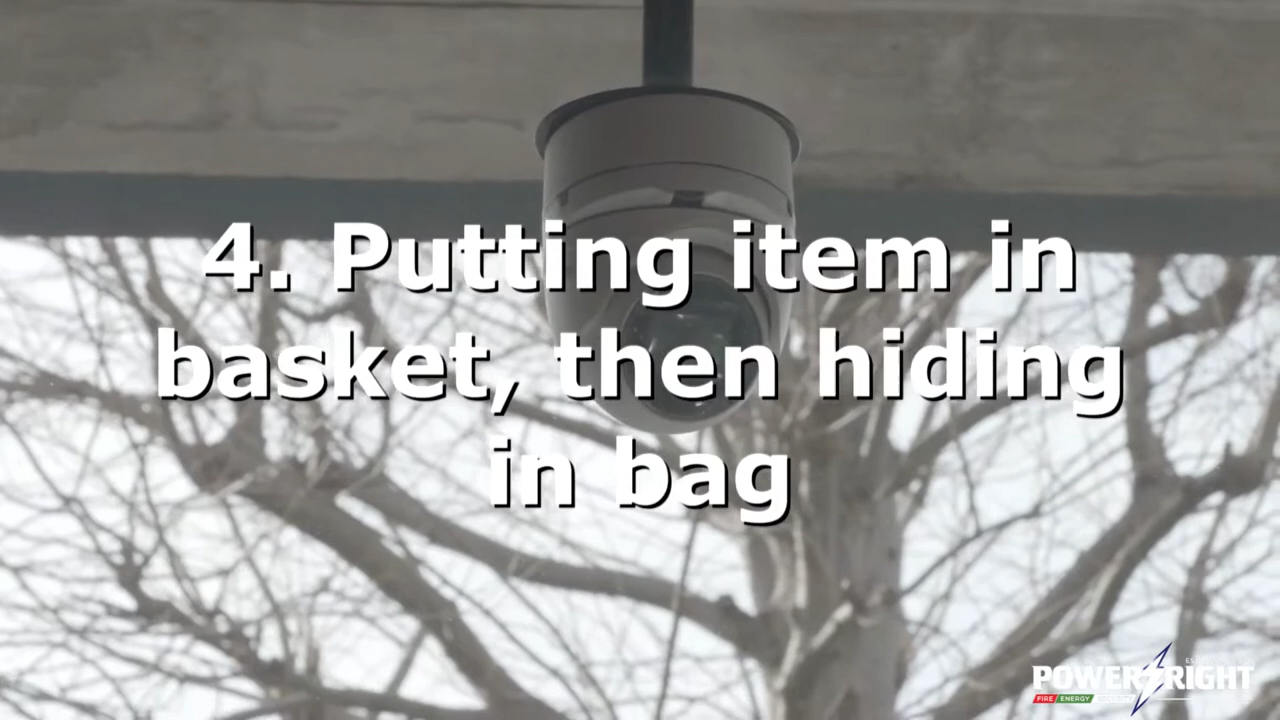 4. Putting item in
basket, then hiding
in bag
POWER RIGHT
FIRE ENERGY